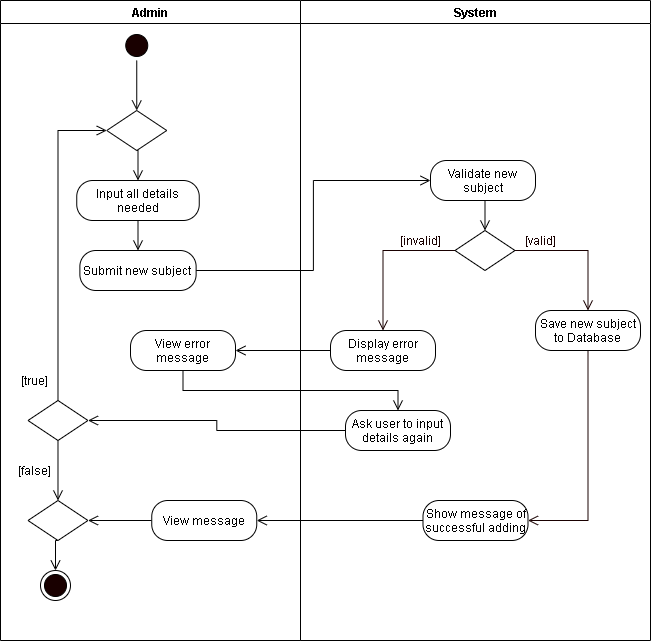 Admin
System
Input all details
needed
Submit new subject
Validate new
subject
[invalid]
[valid]
Save new subject
to Database
Display error
message
View error
message
[true]
Ask user to input
details again
[false]
Show message of
successful adding
View message